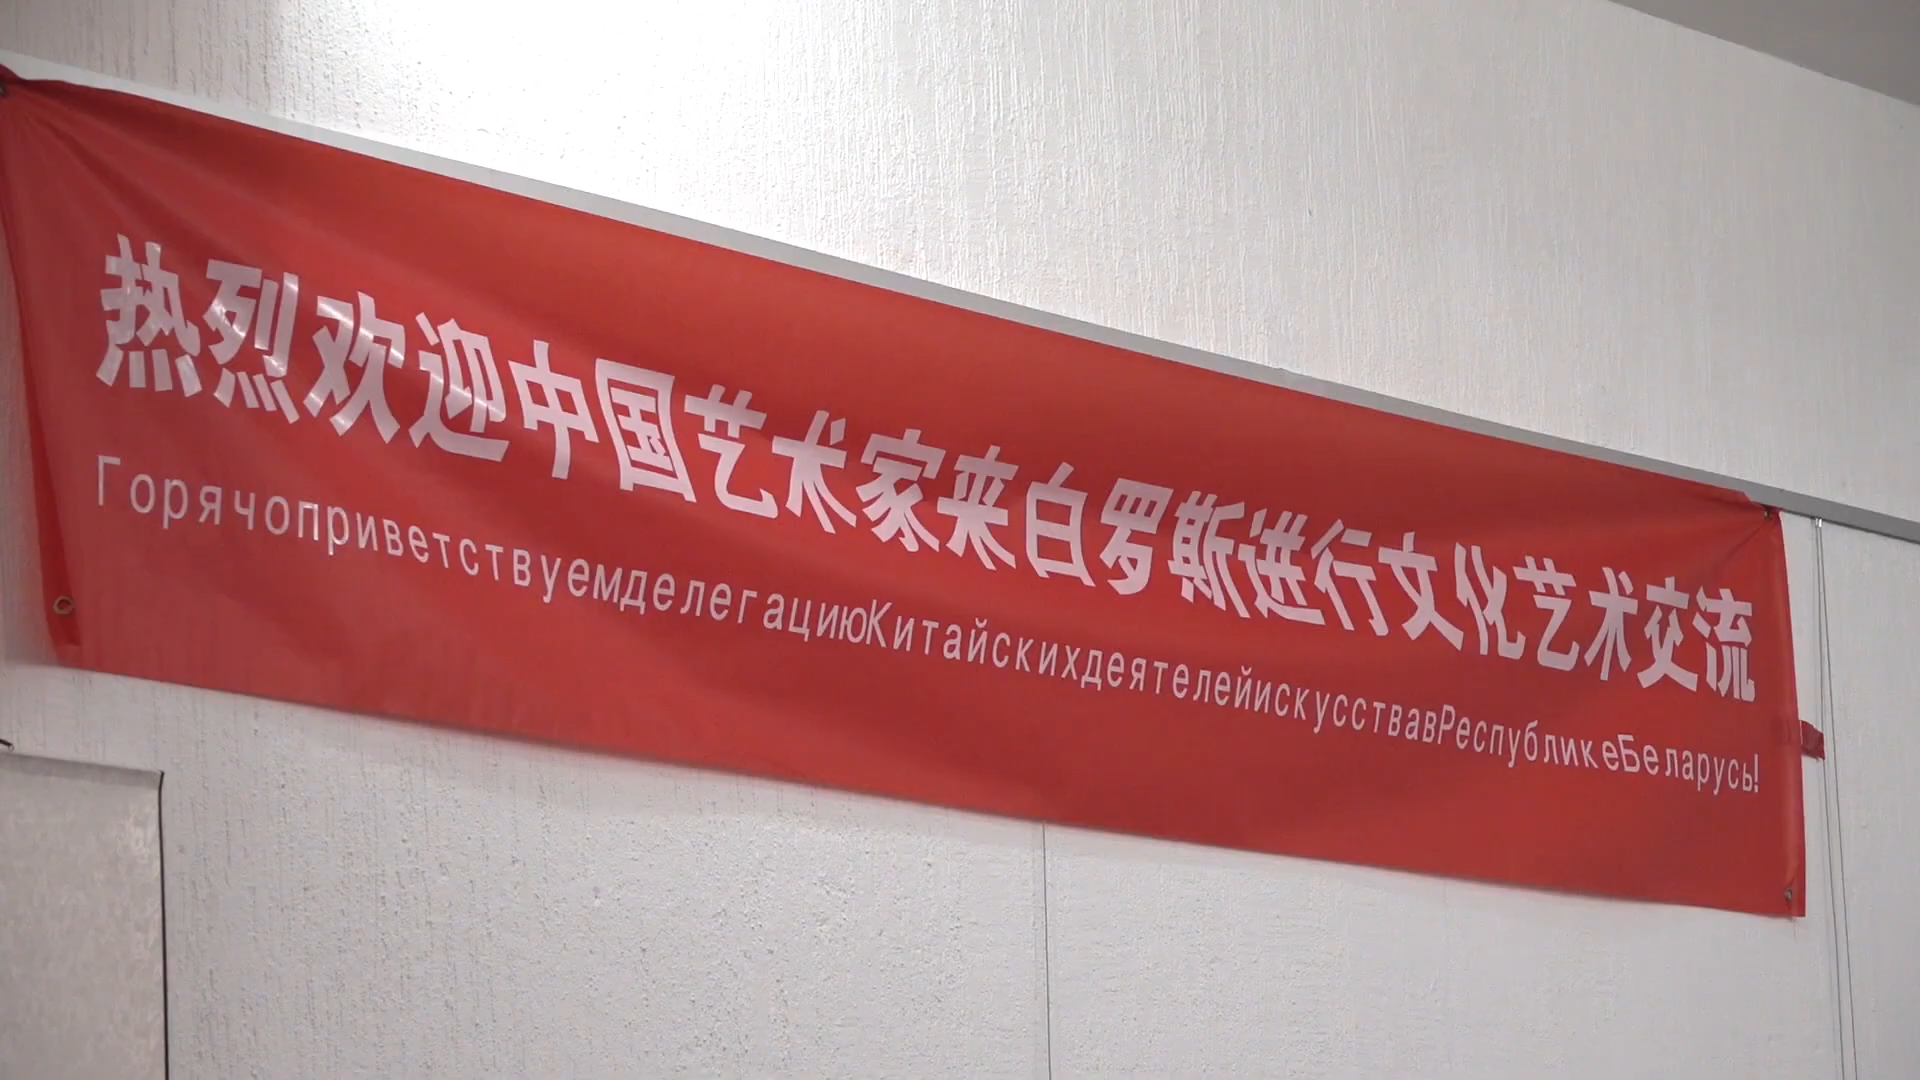 热烈欢迎中国艺术家来白罗斯进行文化艺术交流
ГорячоприветствуемделегациюКитайскихдеятелейискусствавРеспубликеБеларусь!